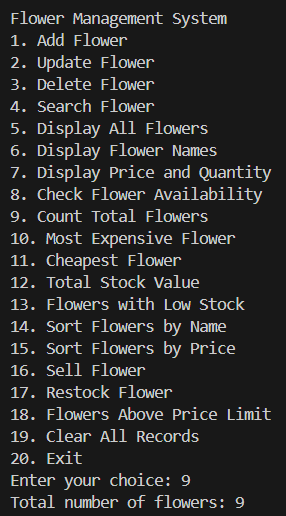 Flower Management System
1. Add Flower
2. Update Flower
3. Delete Flower
4. Search Flower
5. Display All Flowers
6. Display Flower Names
7. Display Price and Quantity
8. Check Flower Availability
9. Count Total Flowers
10. Most Expensive Flower
11. Cheapest Flower
12. Total Stock Value
13. Flowers with Low Stock
14. Sort Flowers by Name
15. Sort Flowers by Price
16. Sell Flower
17. Restock Flower
18. Flowers Above Price Limit
19. Clear All Records
20. Exit
Enter your choice: 9
Total number of flowers: 9